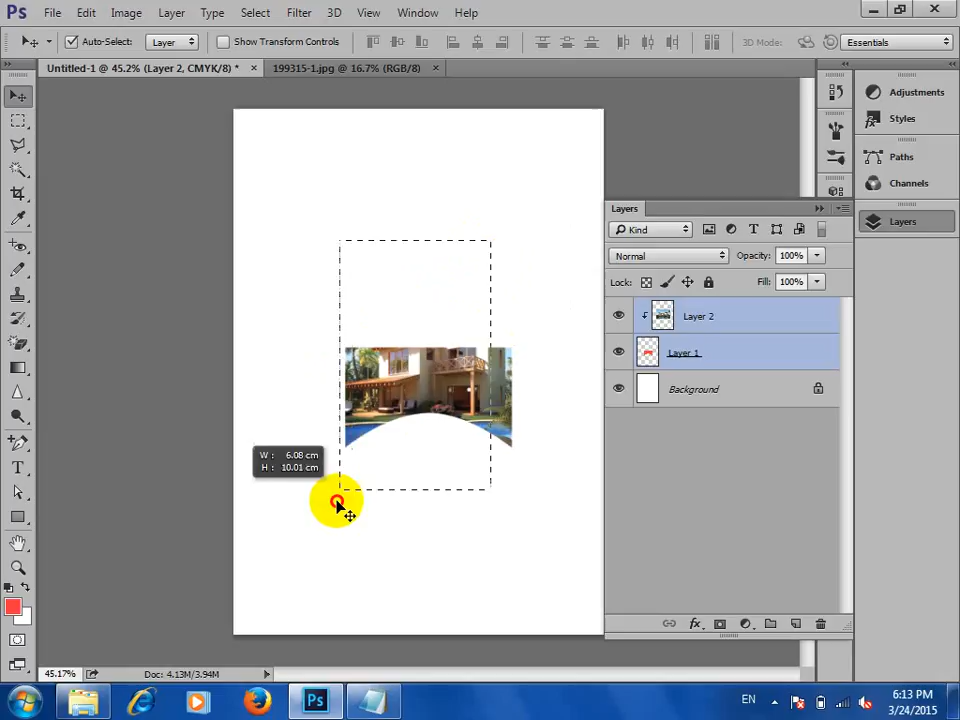 Ps File Edit Image Layer Type Select Filter 3D View Window Help
Auto-Select: Layer Show Transform Controls 3D Mode: Essentials
Untitled-1 @ 45.2% (Layer 2, CMYK/8) * × 199315-1.jpg @ 16.7% (RGB/8) ×
Adjustments
Styles
Paths
Channels
Layers
Layers
Kind
Normal Opacity: 100%
Lock: Fill: 100%
Layer 2
Layer 1
Background
W : 6.08 cm
H : 10.01 cm
45.17% Doc: 4.13M/3.94M
Ps EN 6:13 PM
3/24/2015